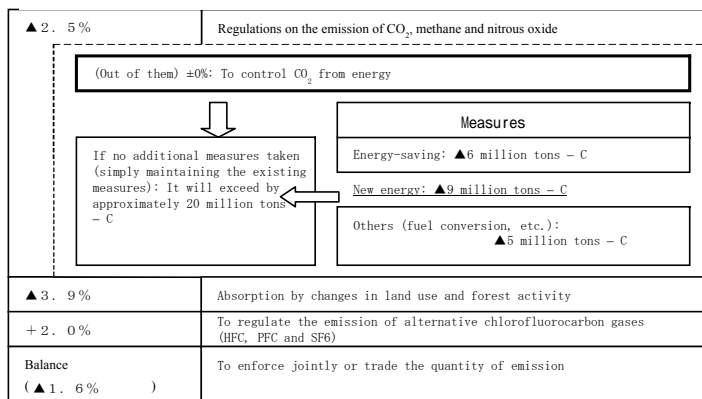 ▲２．５％
Regulations on the emission of CO2, methane and nitrous oxide
(Out of them) ±0%: To control CO2 from energy
If no additional measures taken
(simply maintaining the existing
measures): It will exceed by
approximately 20 million tons
– C
Measures
Energy-saving: ▲6 million tons – C
New energy: ▲9 million tons – C
Others (fuel conversion, etc.):
▲5 million tons – C
▲３．９％
Absorption by changes in land use and forest activity
＋２．０％
To regulate the emission of alternative chlorofluorocarbon gases
(HFC, PFC and SF6)
Balance
(▲１．６％ )
To enforce jointly or trade the quantity of emission